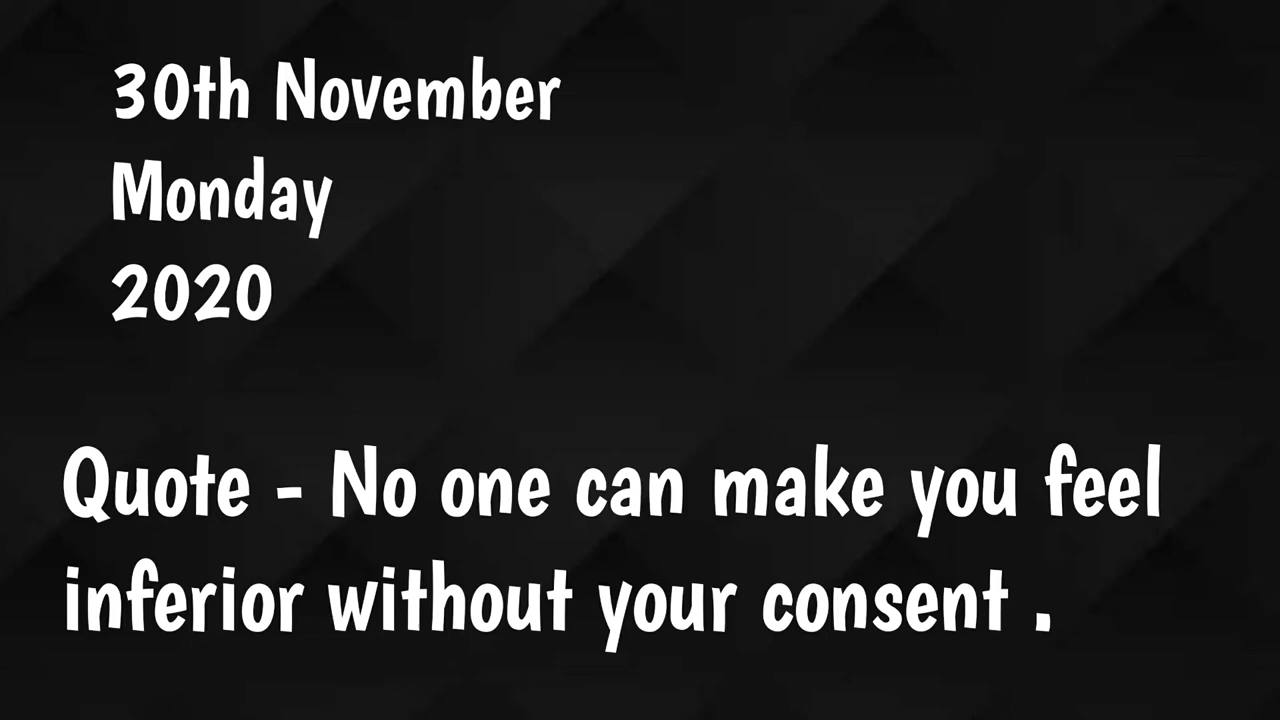 30th November
Monday
2020
Quote - No one can make you feel
inferior without your consent .